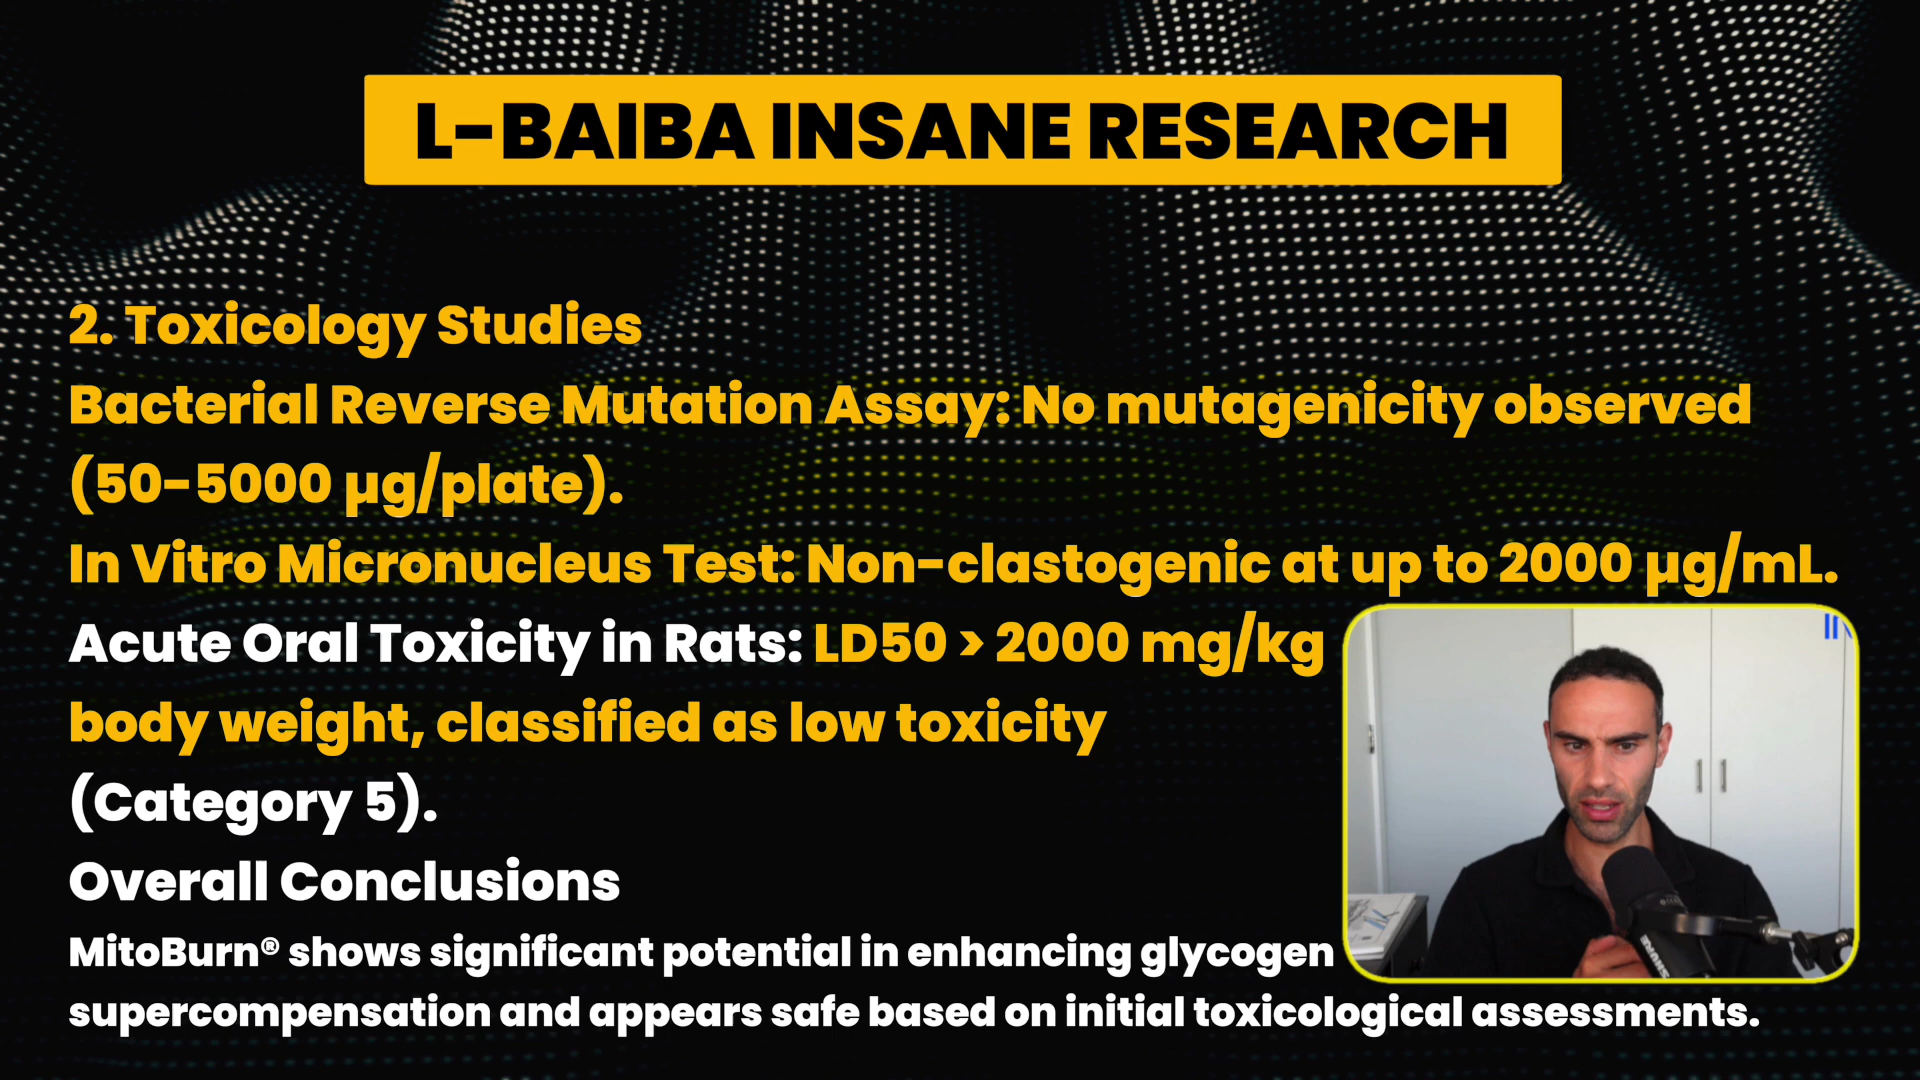 L-BAIBA INSANE RESEARCH
2. Toxicology Studies
Bacterial Reverse Mutation Assay: No mutagenicity observed
(50-5000 µg/plate).
In Vitro Micronucleus Test: Non-clastogenic at up to 2000 µg/mL.
Acute Oral Toxicity in Rats: LD50 > 2000 mg/kg
body weight, classified as low toxicity
(Category 5).
Overall Conclusions
MitoBurn® shows significant potential in enhancing glycogen
supercompensation and appears safe based on initial toxicological assessments.
SHURE